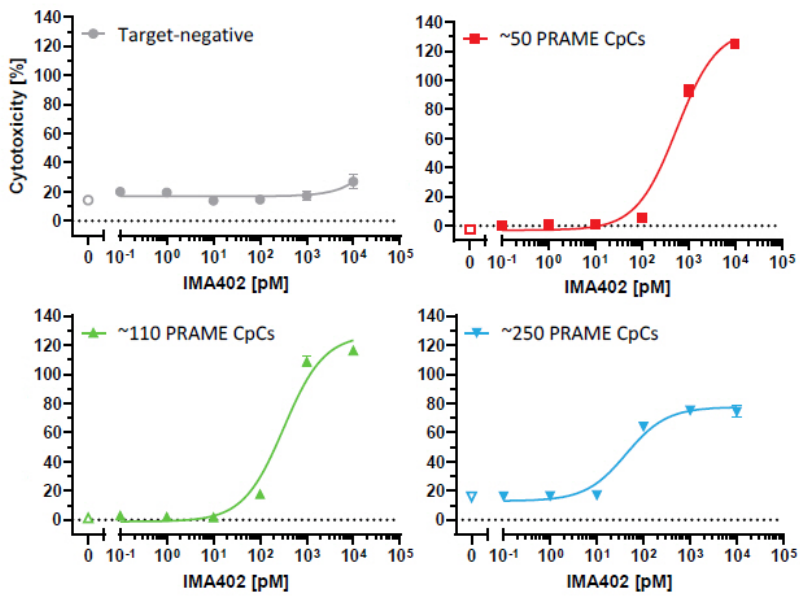 Target-negative
Cytotoxicity [%]
140
120
100
80
60
40
20
0
0 10⁻¹ 10⁰ 10¹ 10² 10³ 10⁴ 10⁵
IMA402 [pM]
~50 PRAME CpCs
140
120
100
80
60
40
20
0
0 10⁻¹ 10⁰ 10¹ 10² 10³ 10⁴ 10⁵
IMA402 [pM]
~110 PRAME CpCs
140
120
100
80
60
40
20
0
0 10⁻¹ 10⁰ 10¹ 10² 10³ 10⁴ 10⁵
IMA402 [pM]
~250 PRAME CpCs
140
120
100
80
60
40
20
0
0 10⁻¹ 10⁰ 10¹ 10² 10³ 10⁴ 10⁵
IMA402 [pM]